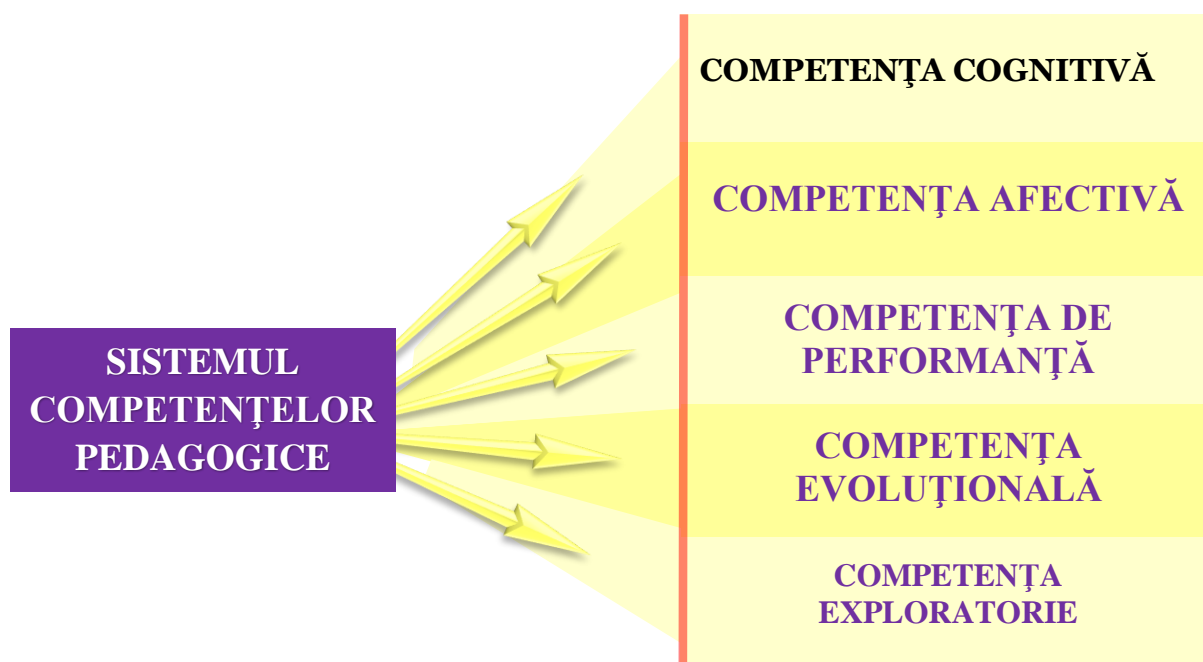 SISTEMUL
COMPETENŢELOR
PEDAGOGICE
COMPETENŢA COGNITIVĂ
COMPETENŢA AFECTIVĂ
COMPETENŢA DE
PERFORMANŢĂ
COMPETENŢA
EVOLUŢIONALĂ
COMPETENŢA
EXPLORATORIE